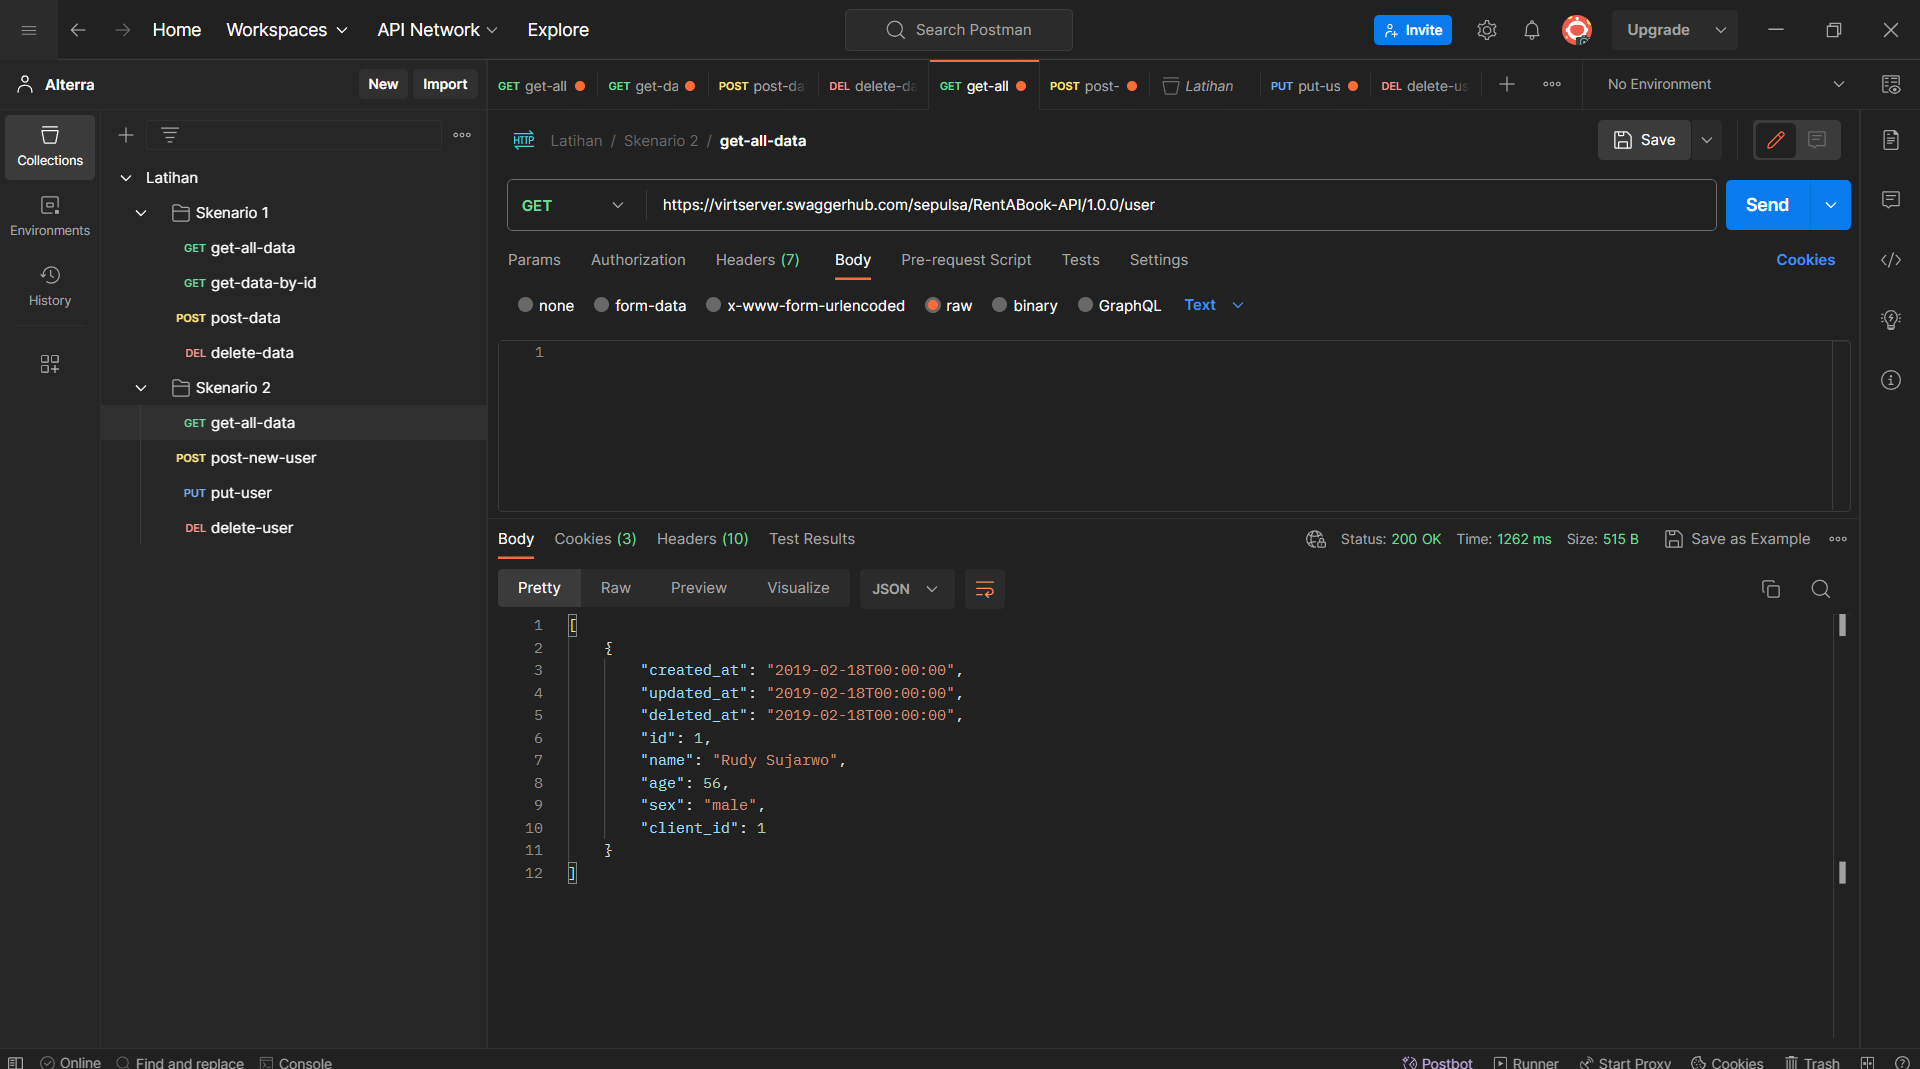 Home Workspaces API Network Explore Search Postman Invite Upgrade
Alterra New Import
GET get-all GET get-da POST post-da DEL delete-da GET get-all POST post- Latihan PUT put-us DEL delete-us No Environment
Collections
Environments
History
Latihan
Skenario 1
GET get-all-data
GET get-data-by-id
POST post-data
DEL delete-data
Skenario 2
GET get-all-data
POST post-new-user
PUT put-user
DEL delete-user
HTTP Latihan / Skenario 2 / get-all-data Save
GET https://virtserver.swaggerhub.com/sepulsa/RentABook-API/1.0.0/user Send
Params Authorization Headers (7) Body Pre-request Script Tests Settings Cookies
none form-data x-www-form-urlencoded raw binary GraphQL Text
1
Body Cookies (3) Headers (10) Test Results Status: 200 OK Time: 1262 ms Size: 515 B Save as Example
Pretty Raw Preview Visualize JSON
1 [
2 {
3 "created_at": "2019-02-18T00:00:00",
4 "updated_at": "2019-02-18T00:00:00",
5 "deleted_at": "2019-02-18T00:00:00",
6 "id": 1,
7 "name": "Rudy Sujarwo",
8 "age": 56,
9 "sex": "male",
10 "client_id": 1
11 }
12 ]
Online Find and replace Console Postbot Runner Start Proxy Cookies Trash